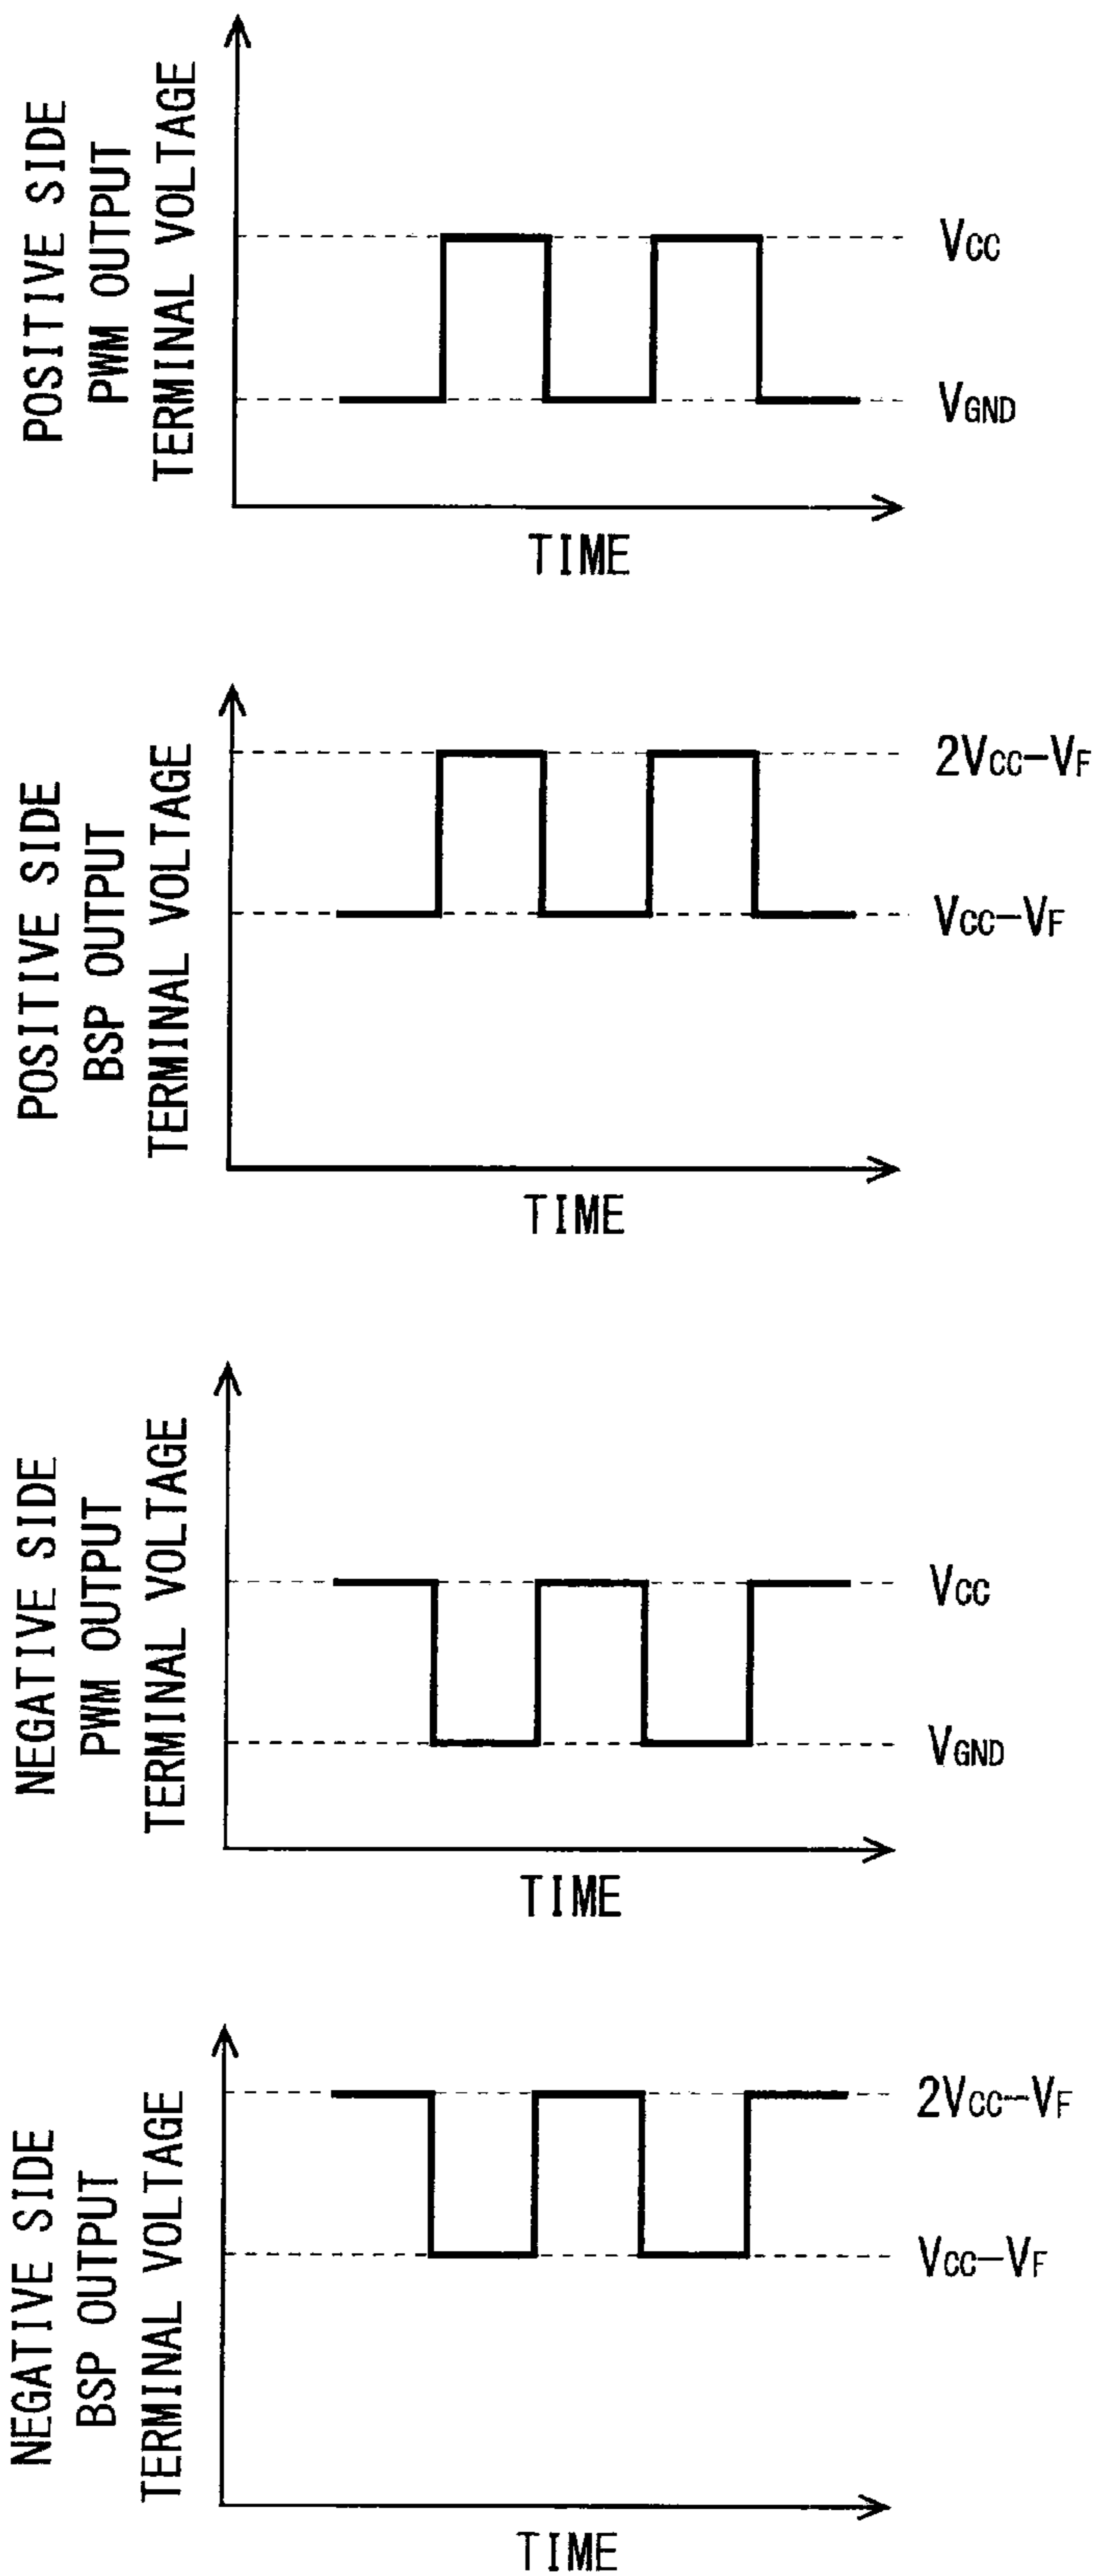 POSITIVE SIDE
PWM OUTPUT
TERMINAL VOLTAGE
VCC
VGND
TIME
POSITIVE SIDE
BSP OUTPUT
TERMINAL VOLTAGE
2VCC-VF
VCC-VF
TIME
NEGATIVE SIDE
PWM OUTPUT
TERMINAL VOLTAGE
VCC
VGND
TIME
NEGATIVE SIDE
BSP OUTPUT
TERMINAL VOLTAGE
2VCC-VF
VCC-VF
TIME